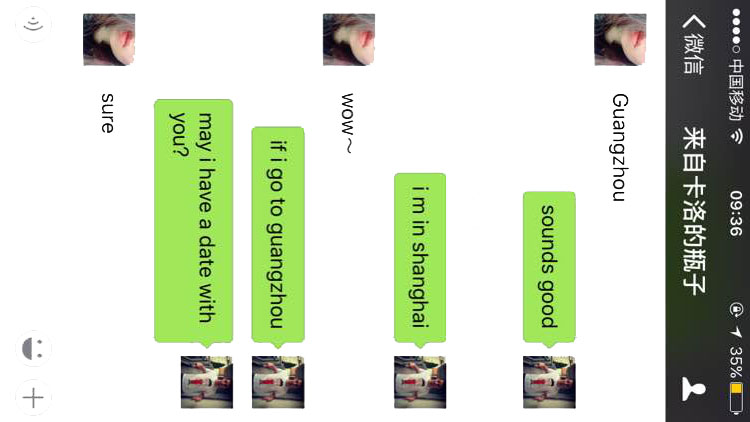 中国移动 09:36 35%
微信 来自卡洛的瓶子
Guangzhou
sounds good
i m in shanghai
wow～
if i go to guangzhou
may i have a date with
you?
sure